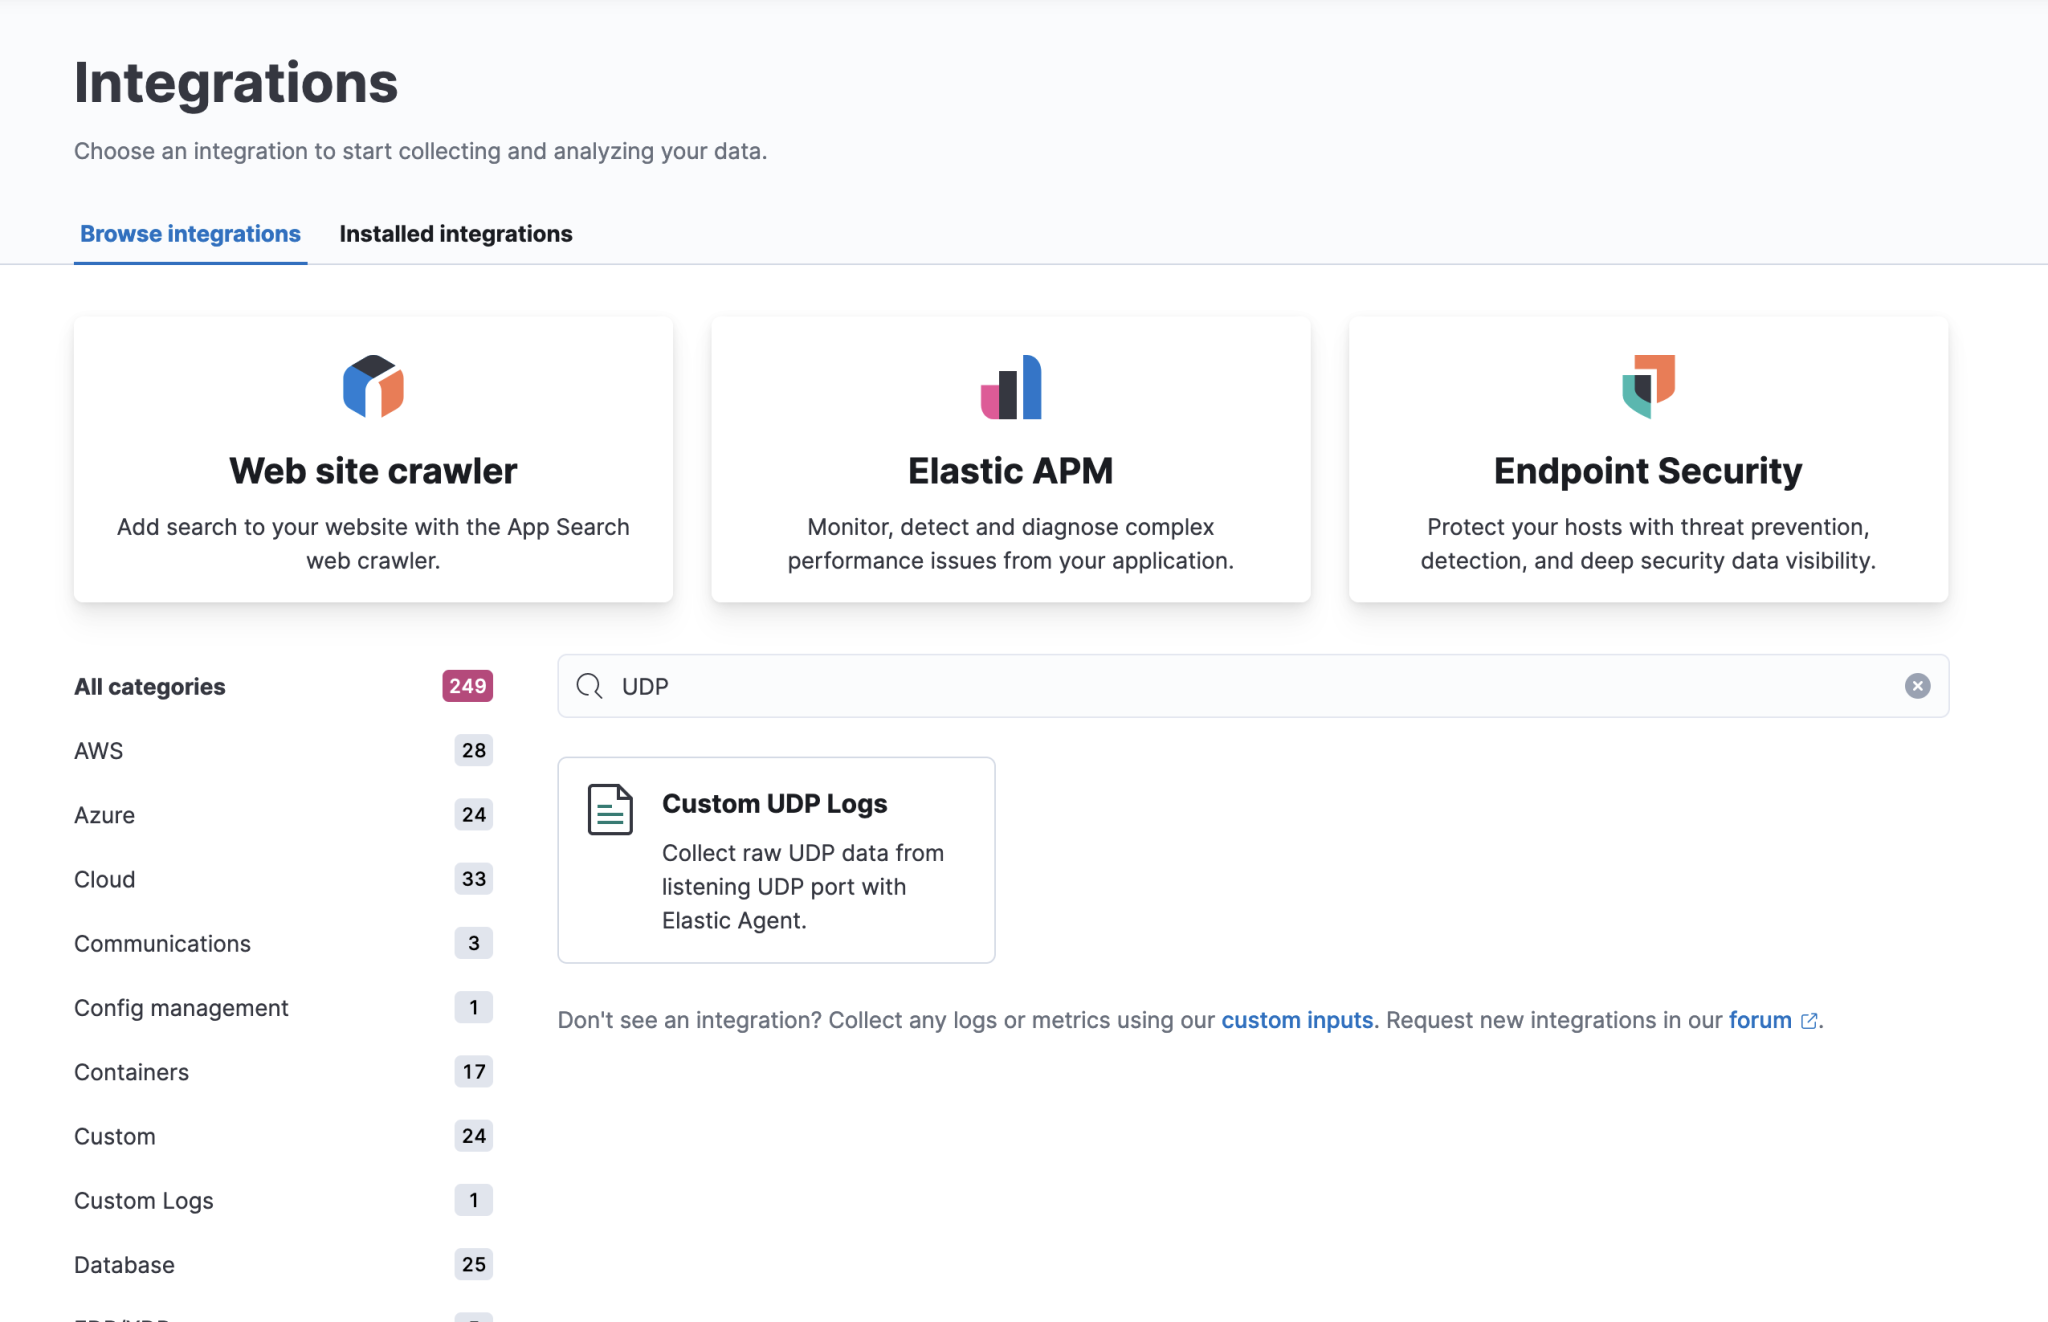 Integrations
Choose an integration to start collecting and analyzing your data.
Browse integrations
Installed integrations
Web site crawler
Add search to your website with the App Search
web crawler.
Elastic APM
Monitor, detect and diagnose complex
performance issues from your application.
Endpoint Security
Protect your hosts with threat prevention,
detection, and deep security data visibility.
All categories 249
AWS 28
Azure 24
Cloud 33
Communications 3
Config management 1
Containers 17
Custom 24
Custom Logs 1
Database 25
UDP
Custom UDP Logs
Collect raw UDP data from
listening UDP port with
Elastic Agent.
Don't see an integration? Collect any logs or metrics using our custom inputs. Request new integrations in our forum.